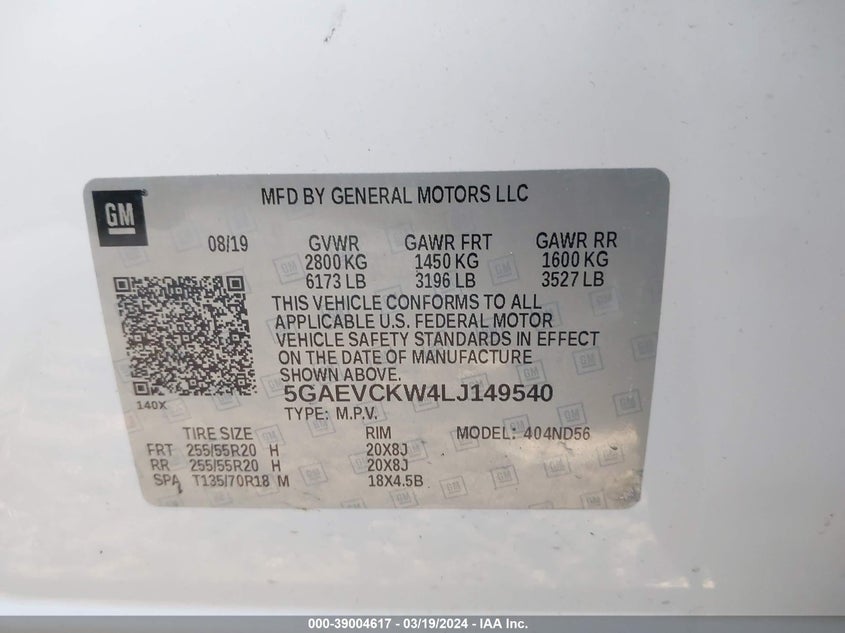 GM
MFD BY GENERAL MOTORS LLC
08/19 GVWR GAWR FRT GAWR RR
2800 KG 1450 KG 1600 KG
6173 LB 3196 LB 3527 LB
THIS VEHICLE CONFORMS TO ALL
APPLICABLE U.S. FEDERAL MOTOR
VEHICLE SAFETY STANDARDS IN EFFECT
ON THE DATE OF MANUFACTURE
SHOWN ABOVE.
140X
5GAEVCKW4LJ149540
TYPE: M.P.V.
TIRE SIZE RIM MODEL: 404ND56
FRT 255/55R20 H 20X8J
RR 255/55R20 H 20X8J
SPA T135/70R18 M 18X4.5B
000-39004617 - 03/19/2024 - IAA Inc.